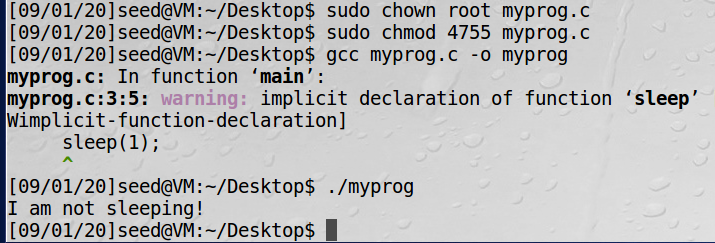 [09/01/20]seed@VM:~/Desktop$ sudo chown root myprog.c
[09/01/20]seed@VM:~/Desktop$ sudo chmod 4755 myprog.c
[09/01/20]seed@VM:~/Desktop$ gcc myprog.c -o myprog
myprog.c: In function ‘main’:
myprog.c:3:5: warning: implicit declaration of function ‘sleep’
Wimplicit-function-declaration]
sleep(1);
^
[09/01/20]seed@VM:~/Desktop$ ./myprog
I am not sleeping!
[09/01/20]seed@VM:~/Desktop$